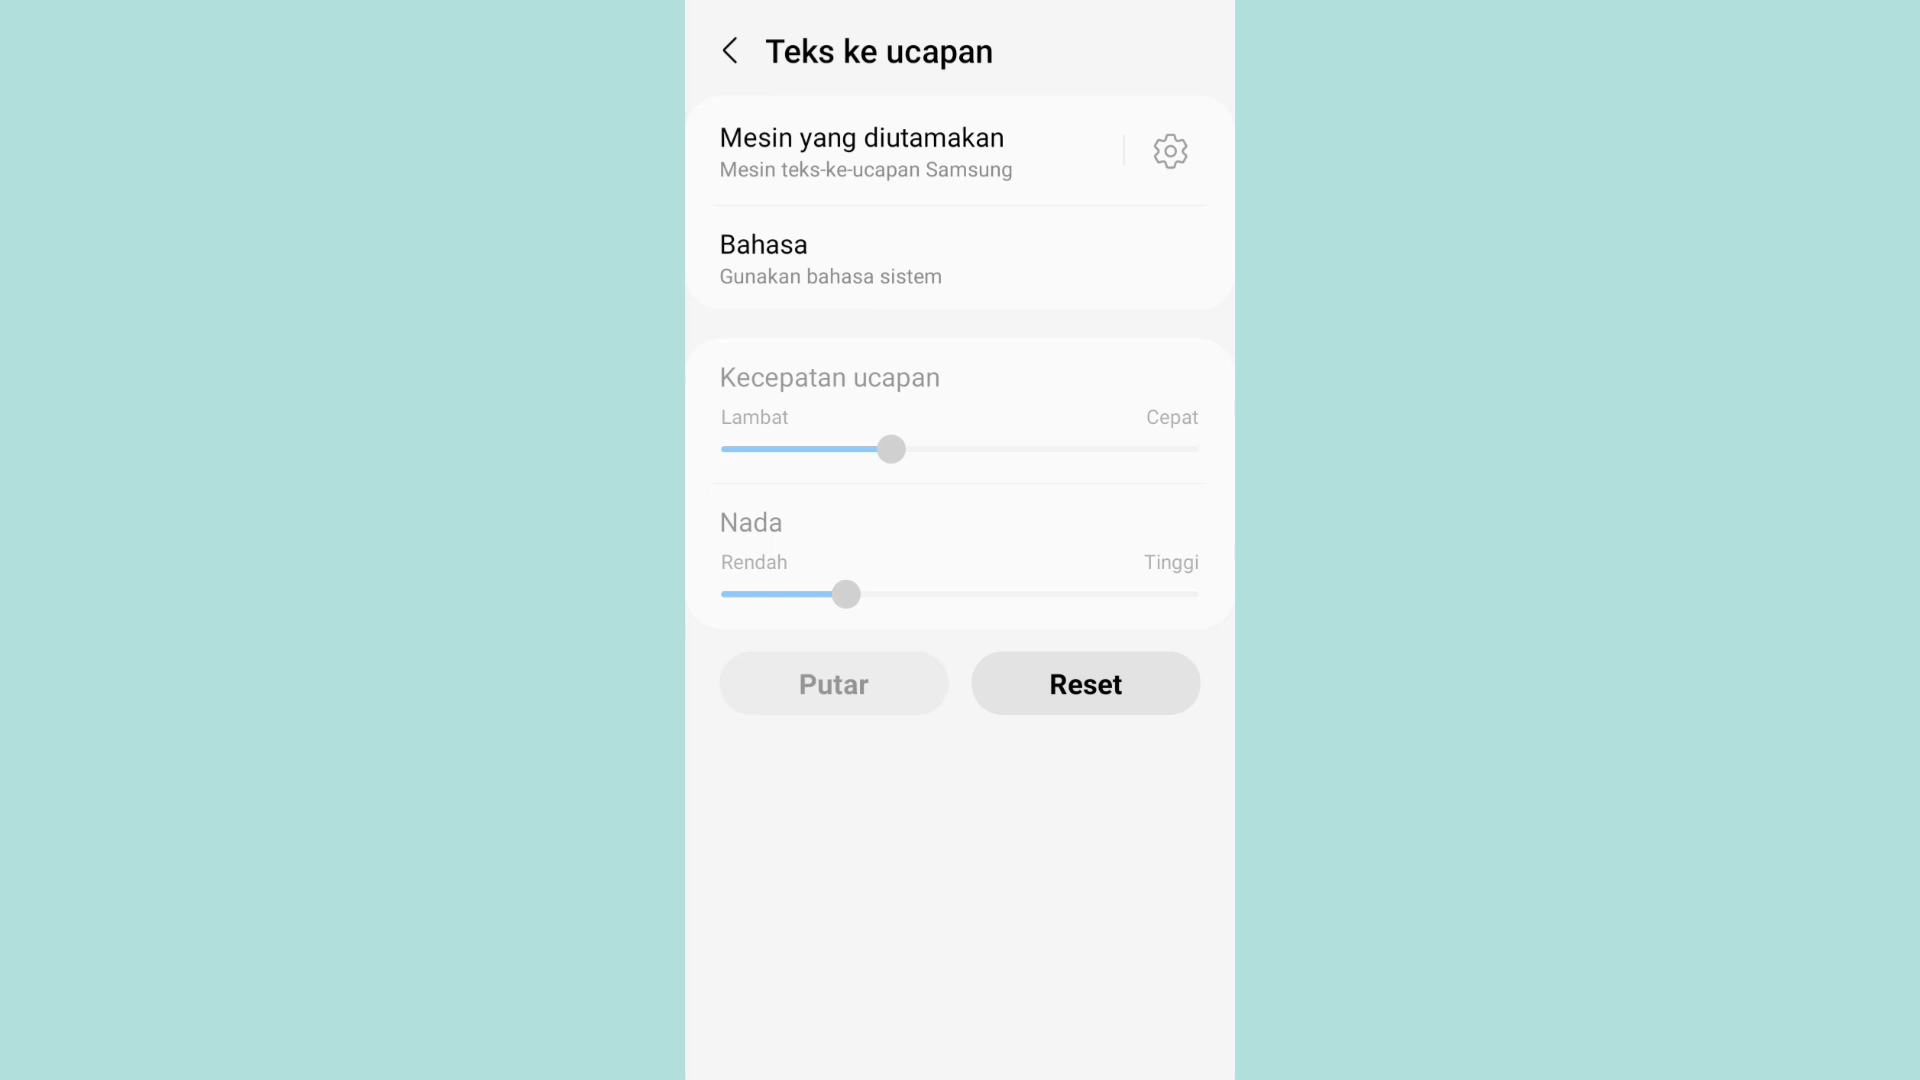 Teks ke ucapan
Mesin yang diutamakan
Mesin teks-ke-ucapan Samsung
Bahasa
Gunakan bahasa sistem
Kecepatan ucapan
Lambat Cepat
Nada
Rendah Tinggi
Putar Reset